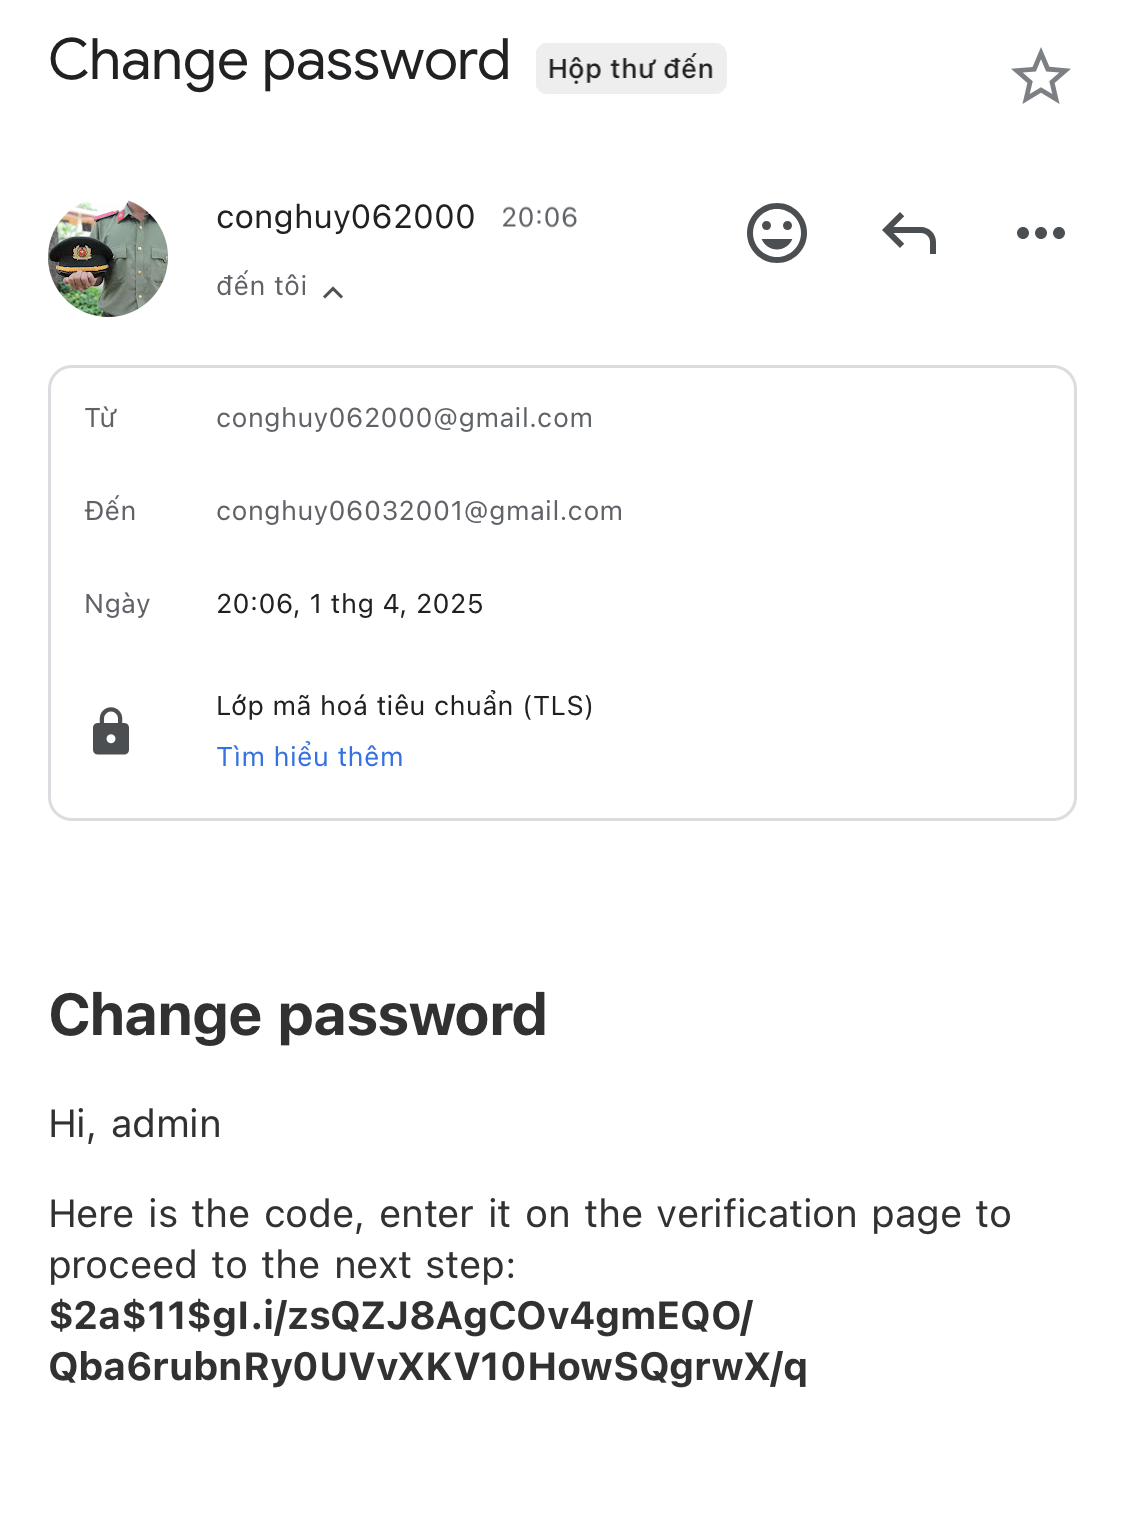 Change password Hộp thư đến
conghuy062000 20:06
đến tôi
Từ conghuy062000@gmail.com
Đến conghuy06032001@gmail.com
Ngày 20:06, 1 thg 4, 2025
Lớp mã hoá tiêu chuẩn (TLS)
Tìm hiểu thêm
Change password
Hi, admin
Here is the code, enter it on the verification page to
proceed to the next step:
$2a$11$gI.i/zsQZJ8AgCOv4gmEQO/
Qba6rubnRy0UVvXKV10HowSQgrwX/q